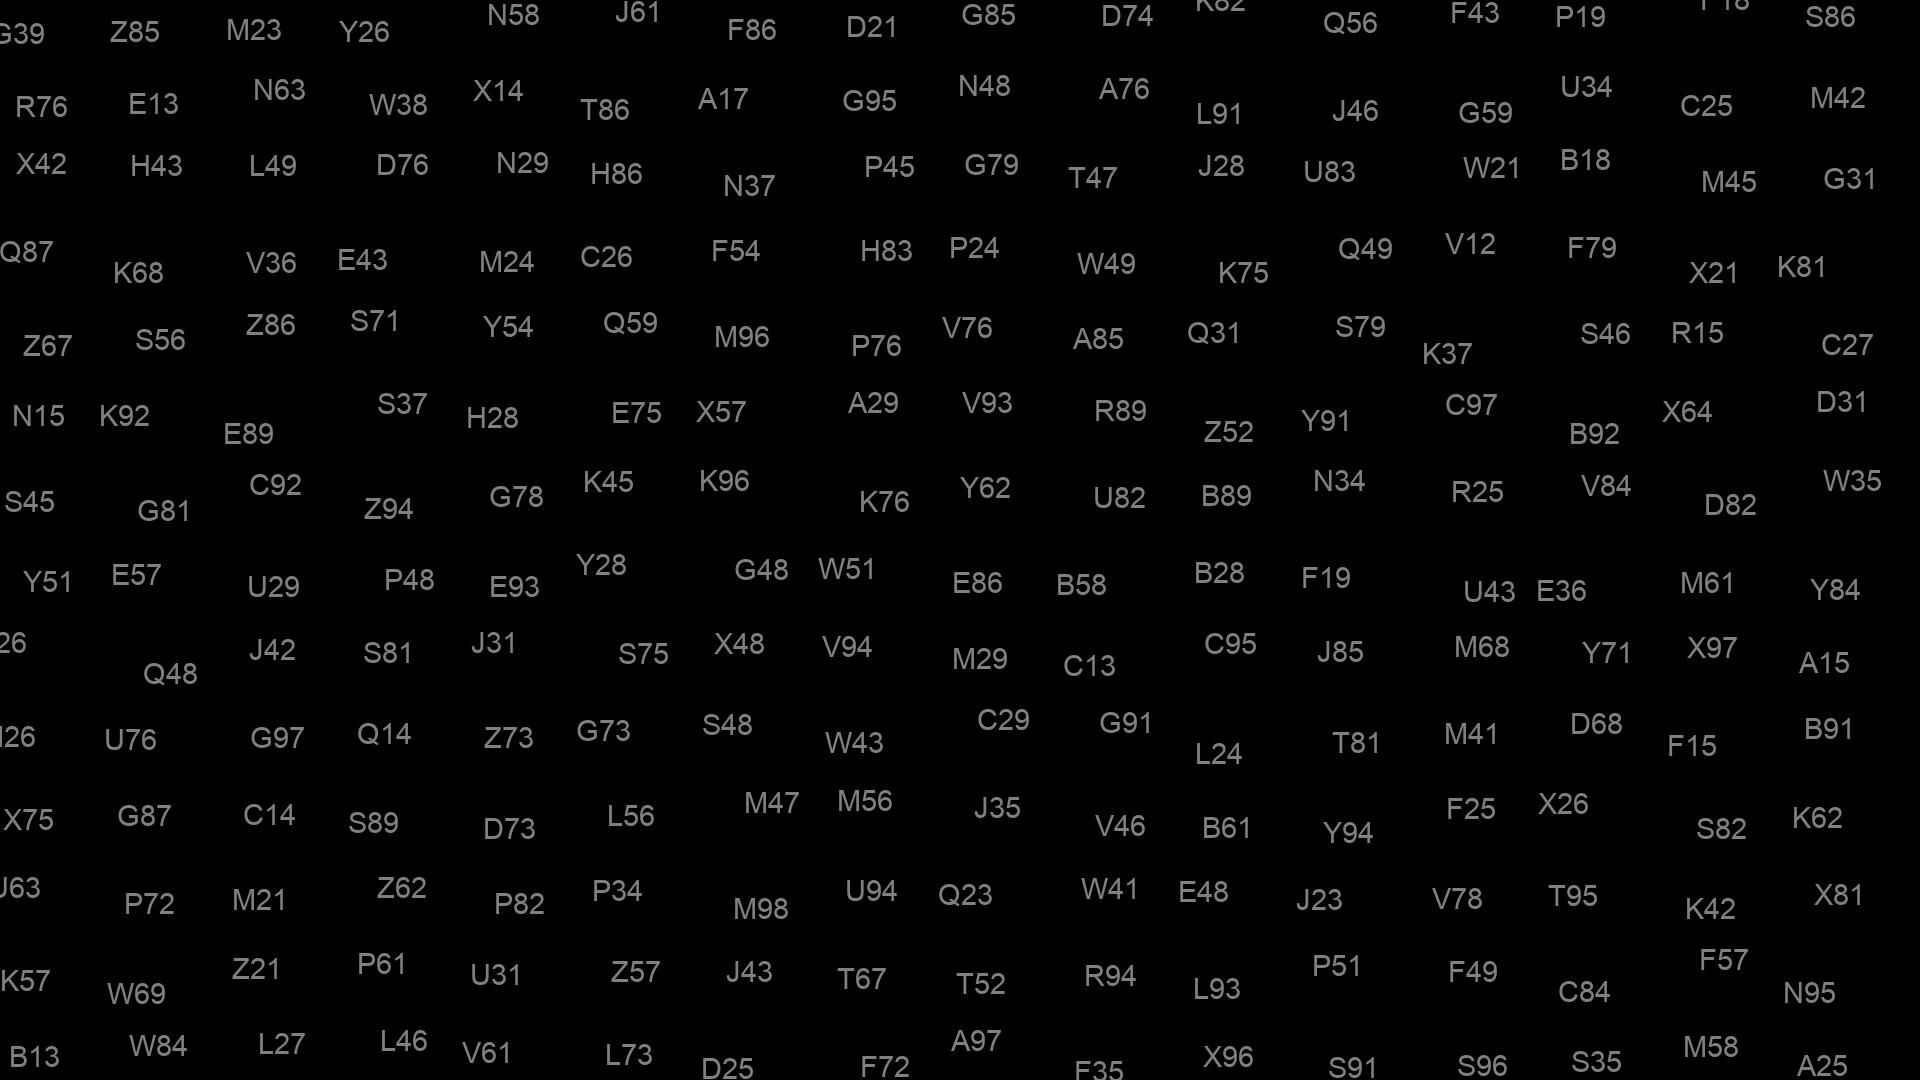 G39 Z85 M23 Y26 N58 J61 F86 D21 G85 D74 K82 Q56 F43 P19 S86
R76 E13 N63 W38 X14 T86 A17 G95 N48 A76 L91 J46 G59 U34 C25 M42
X42 H43 L49 D76 N29 H86 N37 P45 G79 T47 J28 U83 W21 B18 M45 G31
Q87 K68 V36 E43 M24 C26 F54 H83 P24 W49 K75 Q49 V12 F79 X21 K81
Z67 S56 Z86 S71 Y54 Q59 M96 P76 V76 A85 Q31 S79 K37 S46 R15 C27
N15 K92 E89 S37 H28 E75 X57 A29 V93 R89 Z52 Y91 C97 B92 X64 D31
S45 G81 C92 Z94 G78 K45 K96 K76 Y62 U82 B89 N34 R25 V84 D82 W35
Y51 E57 U29 P48 E93 Y28 G48 W51 E86 B58 B28 F19 U43 E36 M61 Y84
26 Q48 J42 S81 J31 S75 X48 V94 M29 C13 C95 J85 M68 Y71 X97 A15
26 U76 G97 Q14 Z73 G73 S48 W43 C29 G91 L24 T81 M41 D68 F15 B91
X75 G87 C14 S89 D73 L56 M47 M56 J35 V46 B61 Y94 F25 X26 S82 K62
63 P72 M21 Z62 P82 P34 M98 U94 Q23 W41 E48 J23 V78 T95 K42 X81
K57 W69 Z21 P61 U31 Z57 J43 T67 T52 R94 L93 P51 F49 C84 F57 N95
B13 W84 L27 L46 V61 L73 D25 F72 A97 F35 X96 S91 S96 S35 M58 A25